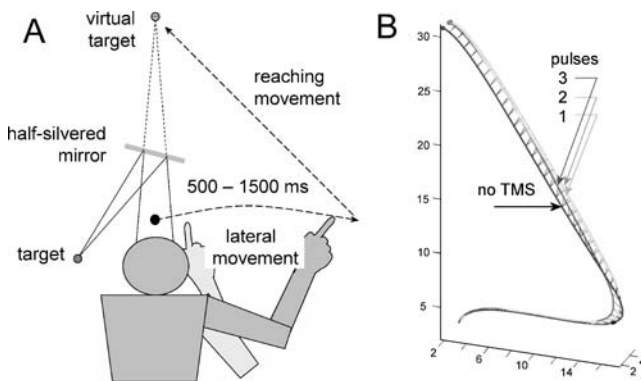 A
virtual
target
reaching
movement
half-silvered
mirror
500 – 1500 ms
target
lateral
movement
B
30
25
20
15
10
5
pulses
3
2
1
no TMS
2
6
10
14
2